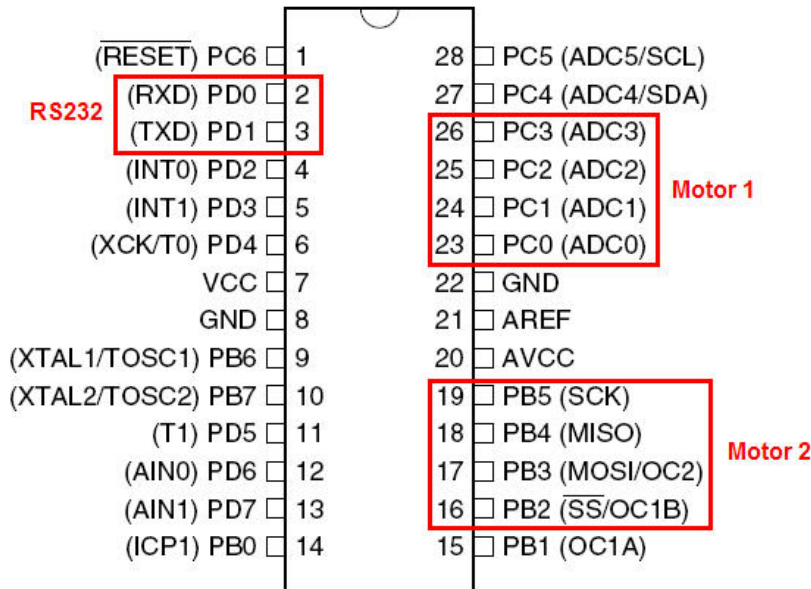 (RESET) PC6 1 28 PC5 (ADC5/SCL)
(RXD) PD0 2 27 PC4 (ADC4/SDA)
RS232
(TXD) PD1 3 26 PC3 (ADC3)
(INT0) PD2 4 25 PC2 (ADC2)
Motor 1
(INT1) PD3 5 24 PC1 (ADC1)
(XCK/T0) PD4 6 23 PC0 (ADC0)
VCC 7 22 GND
GND 8 21 AREF
(XTAL1/TOSC1) PB6 9 20 AVCC
(XTAL2/TOSC2) PB7 10 19 PB5 (SCK)
(T1) PD5 11 18 PB4 (MISO)
Motor 2
(AIN0) PD6 12 17 PB3 (MOSI/OC2)
(AIN1) PD7 13 16 PB2 (SS/OC1B)
(ICP1) PB0 14 15 PB1 (OC1A)